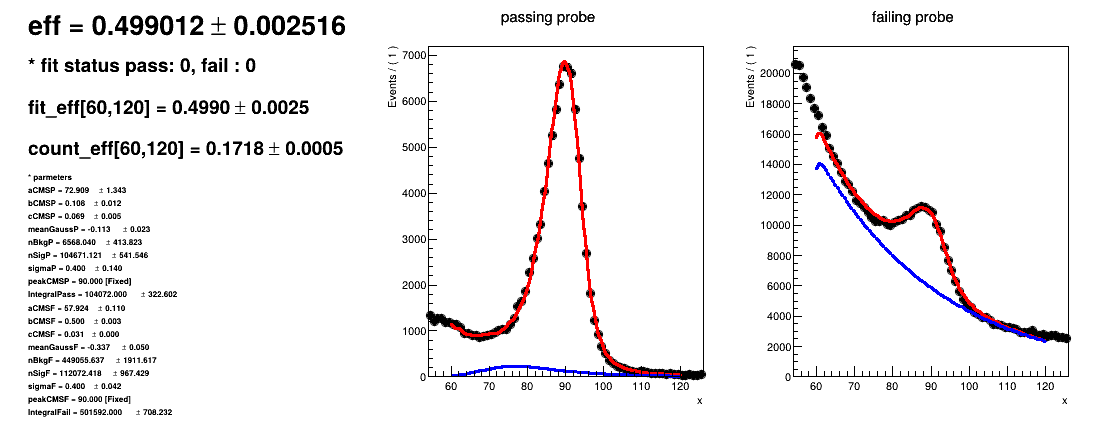 eff = 0.499012 ± 0.002516
* fit status pass: 0, fail : 0
fit_eff[60,120] = 0.4990 ± 0.0025
count_eff[60,120] = 0.1718 ± 0.0005
* parmeters
aCMSP = 72.909 ± 1.343
bCMSP = 0.106 ± 0.012
cCMSP = 0.069 ± 0.005
meanGaussP = -0.113 ± 0.023
nBkgP = 6568.040 ± 413.823
nSigP = 104671.121 ± 541.546
sigmaP = 0.400 ± 0.140
peakCMSP = 90.000 [Fixed]
IntegralPass = 104072.000 ± 322.602
aCMSF = 57.924 ± 0.110
bCMSF = 0.500 ± 0.003
cCMSF = 0.031 ± 0.000
meanGaussF = -0.337 ± 0.050
nBkgF = 449055.637 ± 1911.617
nSigF = 112072.418 ± 967.429
sigmaF = 0.400 ± 0.042
peakCMSF = 90.000 [Fixed]
IntegralFail = 501592.000 ± 708.232
passing probe
Events / ( 1 )
7000
6000
5000
4000
3000
2000
1000
0
60 70 80 90 100 110 120
x
failing probe
Events / ( 1 )
20000
18000
16000
14000
12000
10000
8000
6000
4000
2000
0
60 70 80 90 100 110 120
x